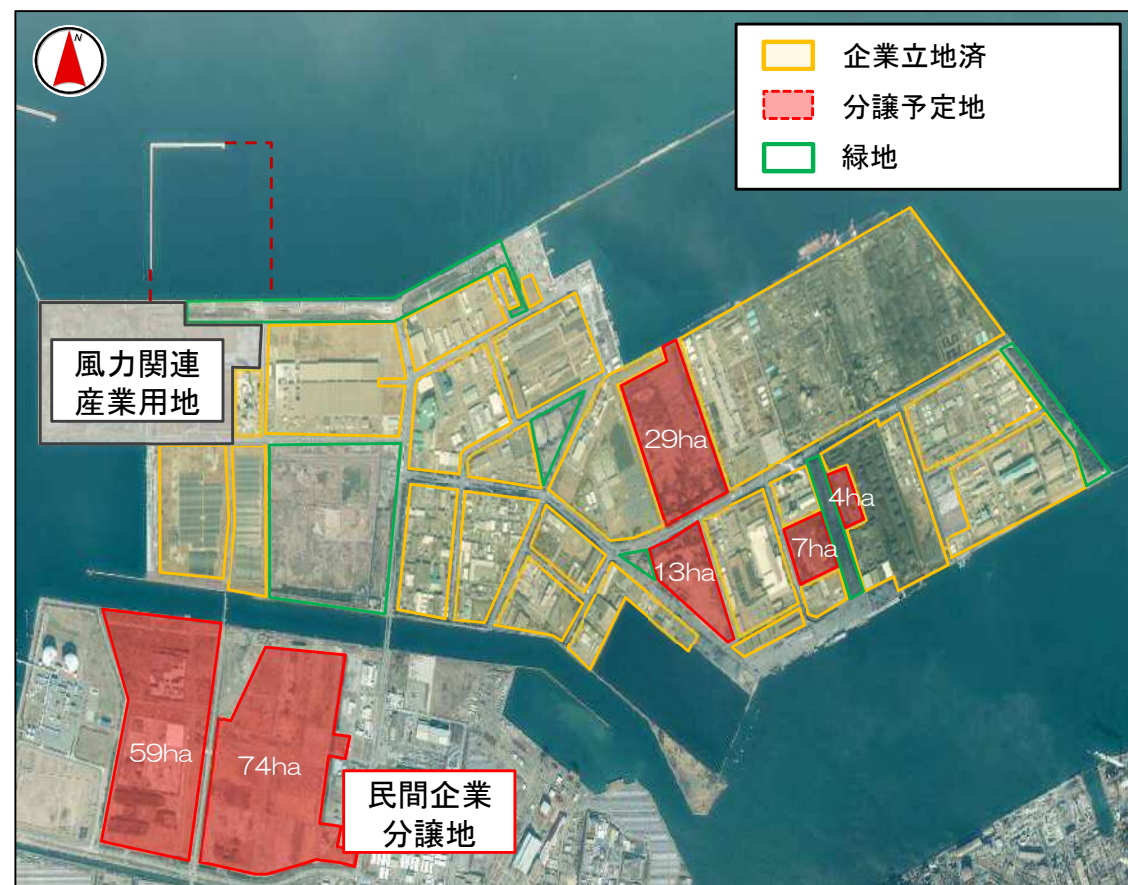 N
企業立地済
分譲予定地
緑地
風力関連
産業用地
29ha
4ha
7ha
13ha
59ha
74ha
民間企業
分譲地